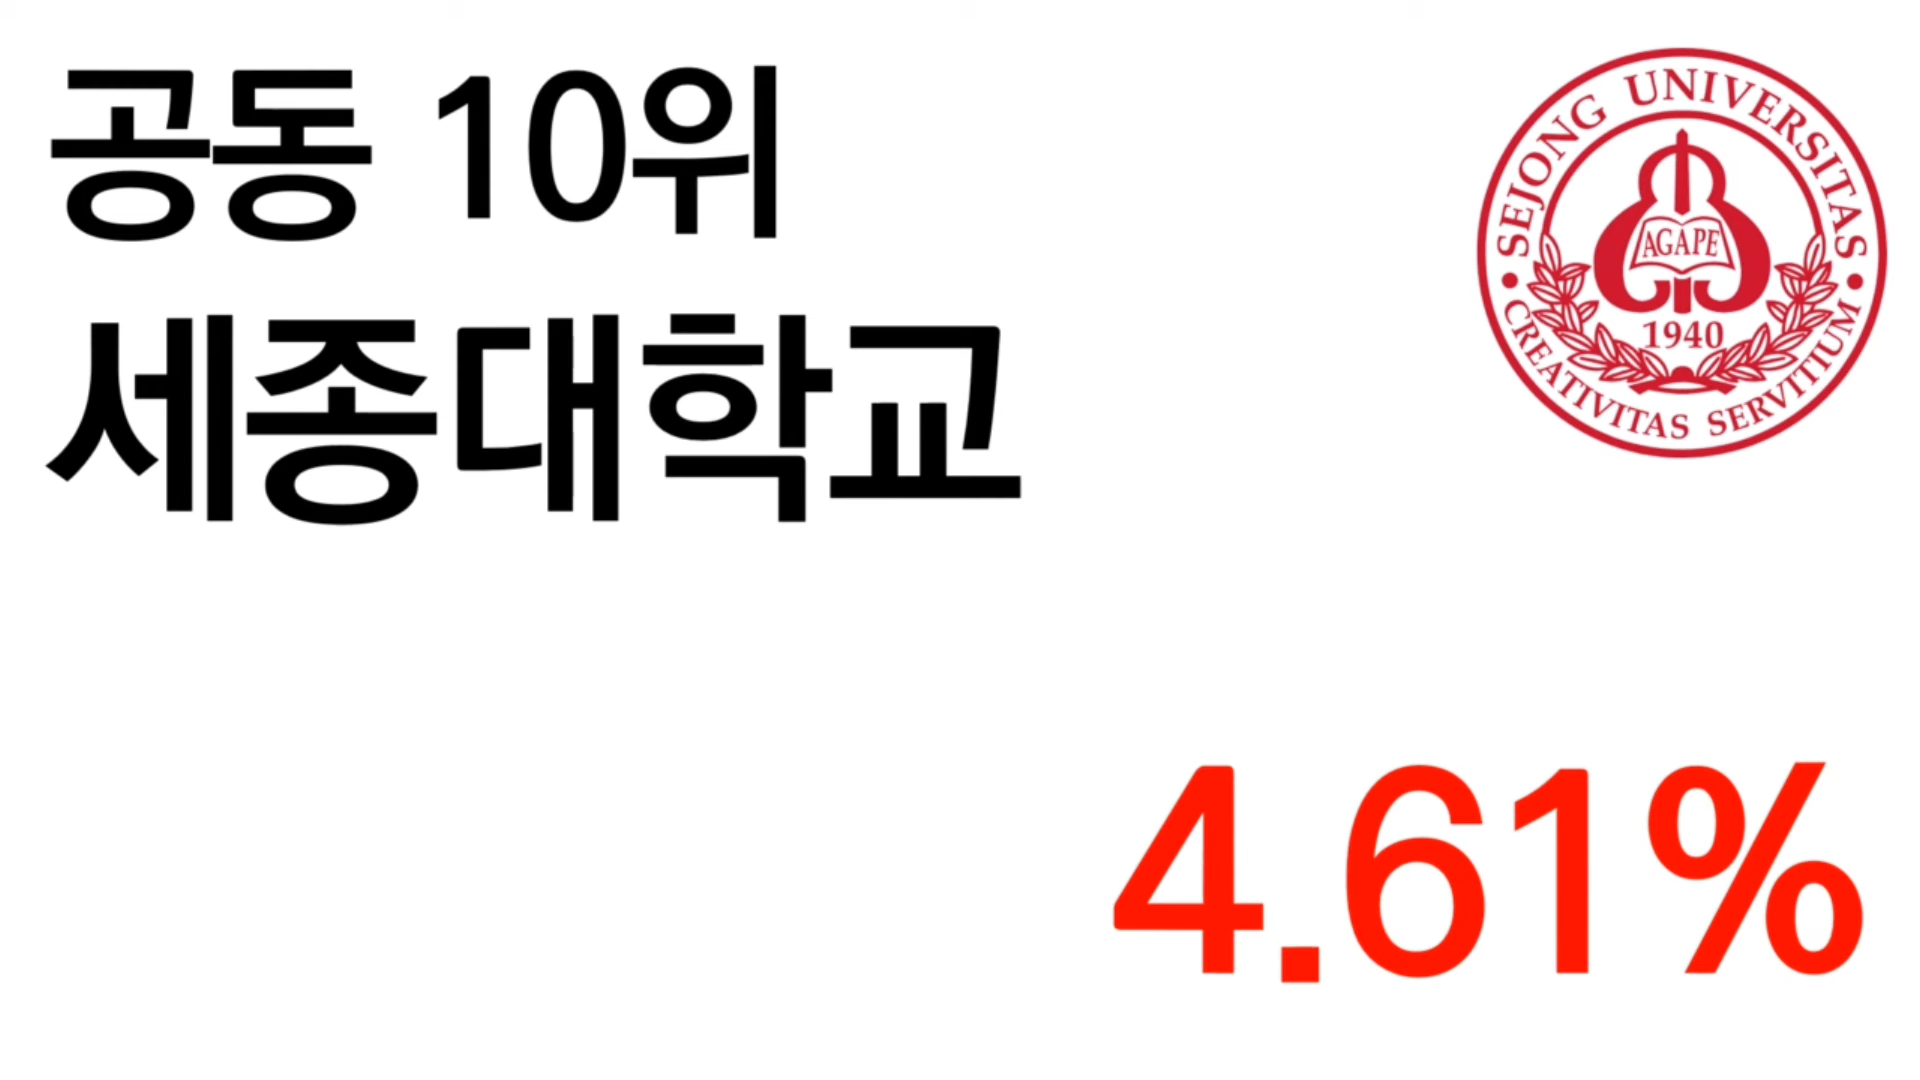 공동 10위
세종대학교
SEJONG UNIVERSITAS
AGAPE
1940
CREATIVITAS SERVITIUM
4.61%